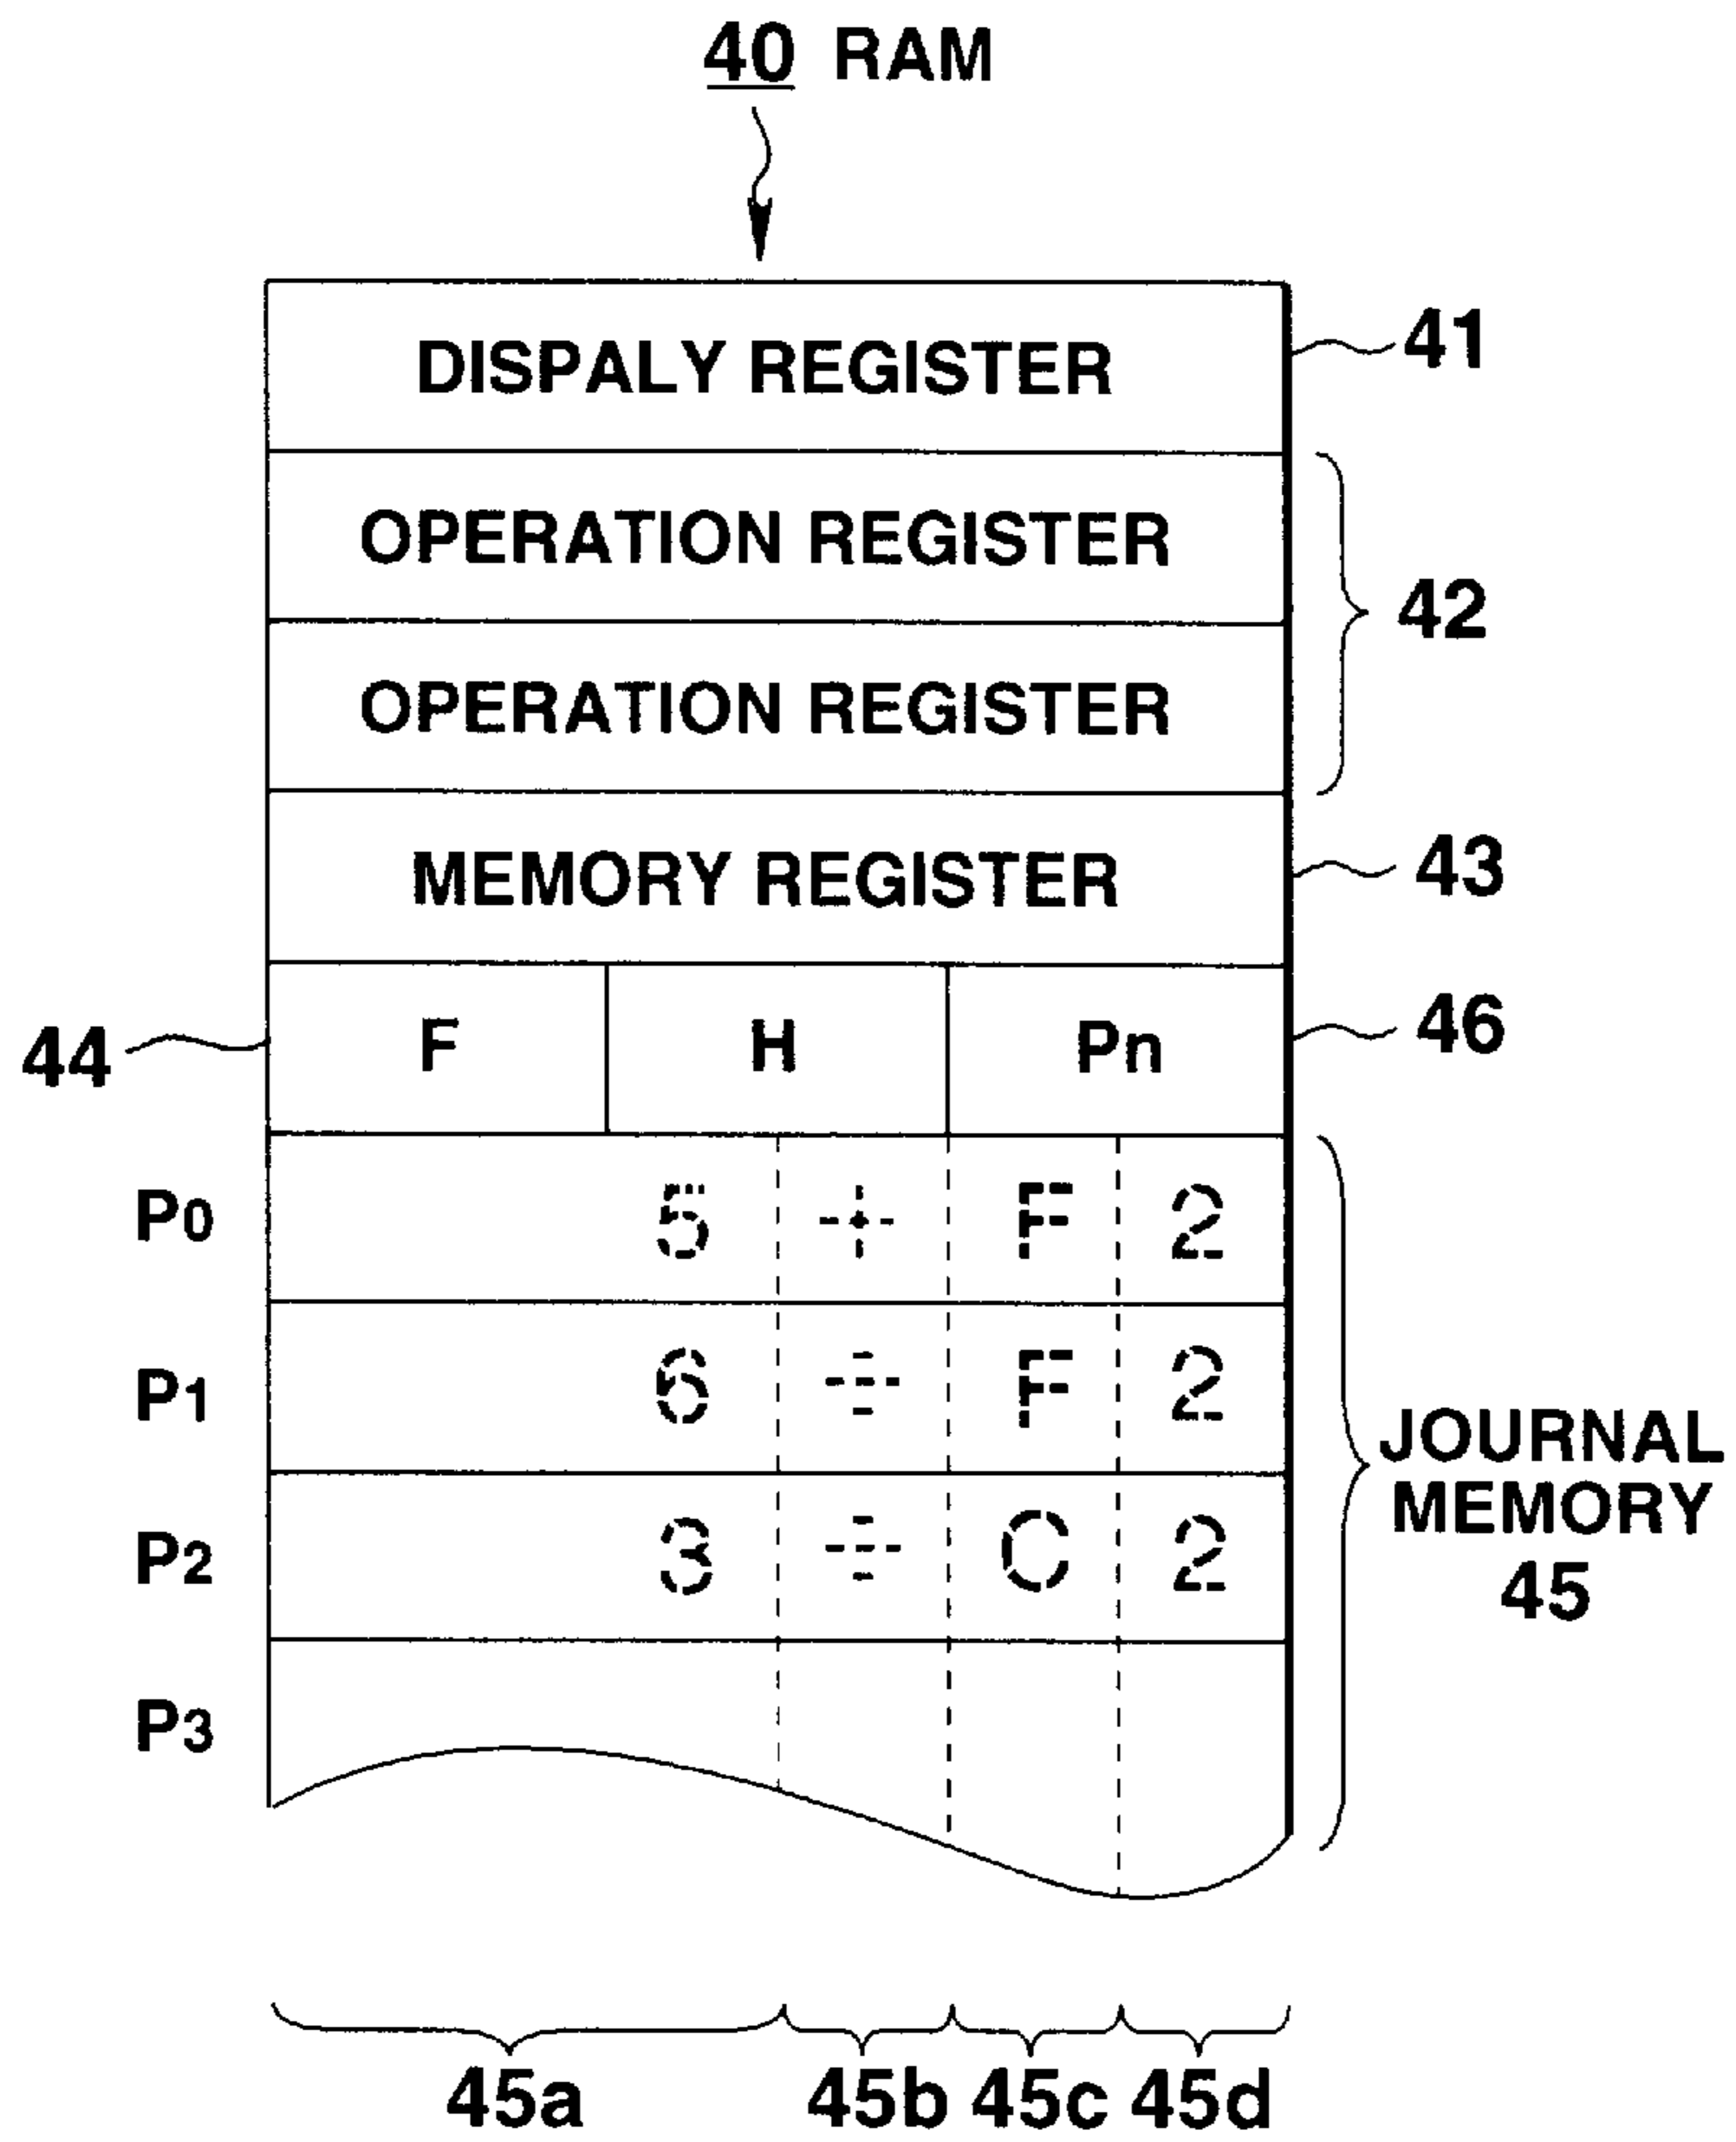 40 RAM
DISPALY REGISTER 41
OPERATION REGISTER
42
OPERATION REGISTER
MEMORY REGISTER 43
44 F H Pn 46
P0 5 + F 2
P1 6 ÷ F 2
JOURNAL
MEMORY
45
P2 3 ÷ C 2
P3
45a 45b 45c 45d